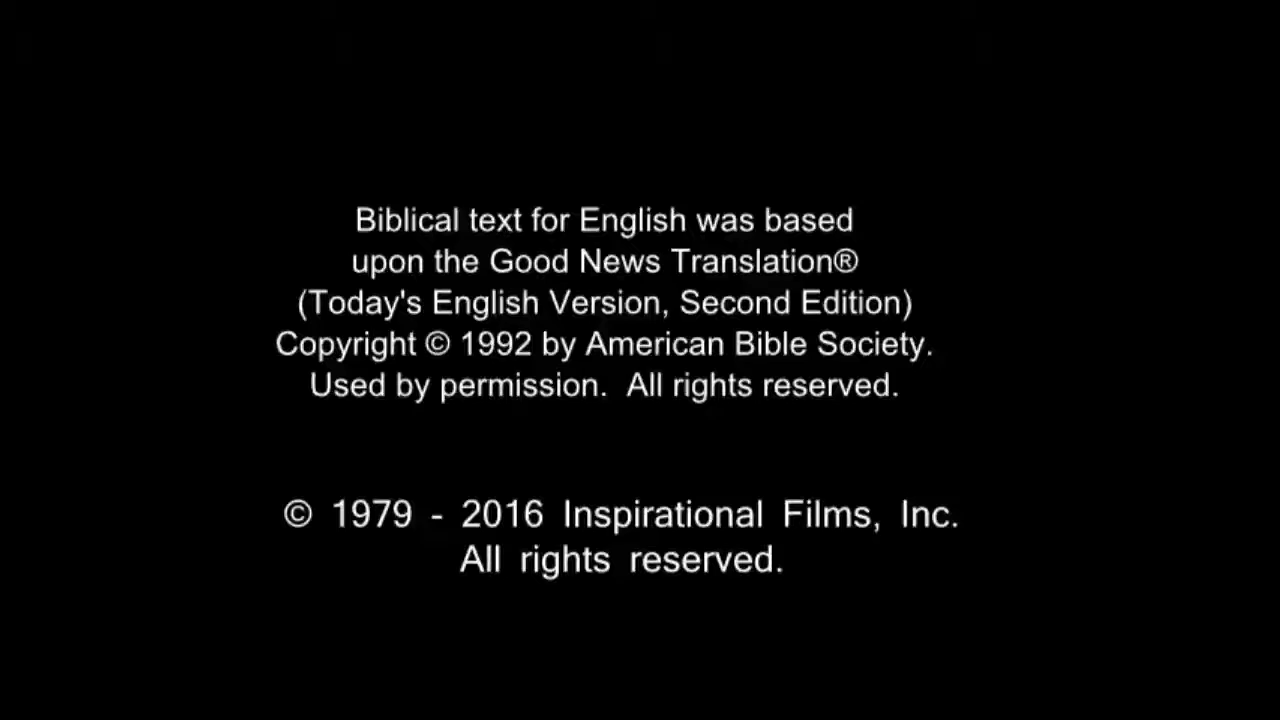 Biblical text for English was based
upon the Good News Translation®
(Today's English Version, Second Edition)
Copyright © 1992 by American Bible Society.
Used by permission.  All rights reserved.
© 1979 - 2016 Inspirational Films, Inc.
All rights reserved.